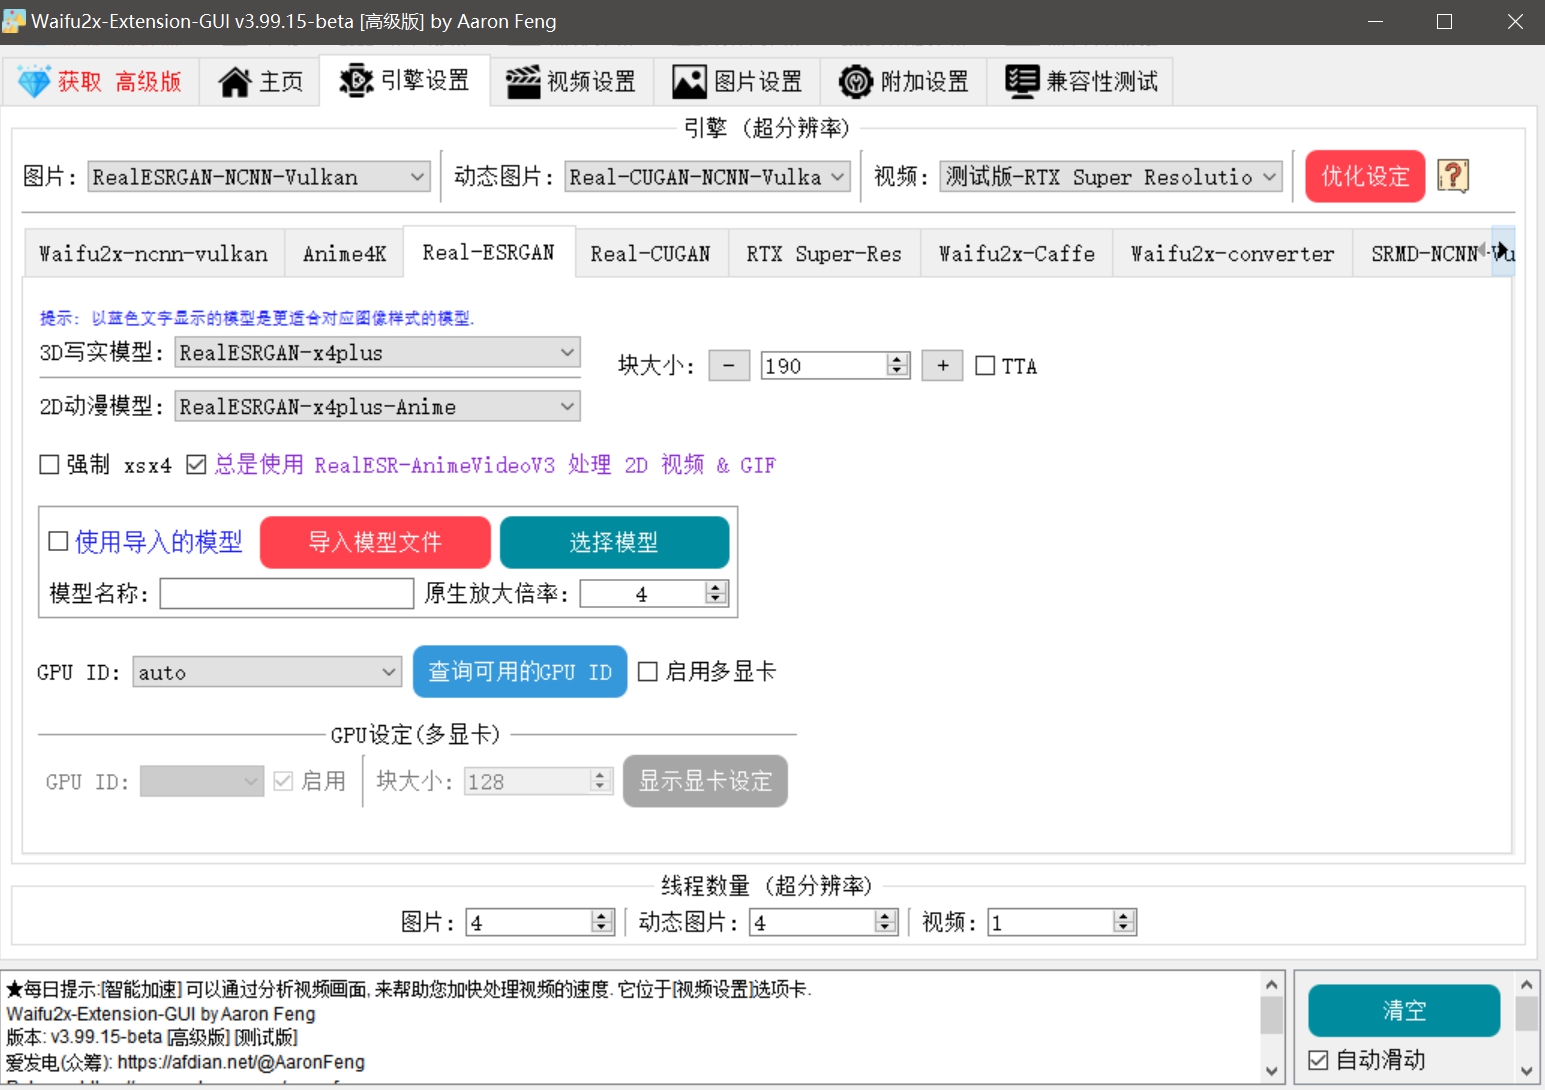 Waifu2x-Extension-GUI v3.99.15-beta [高级版] by Aaron Feng
获取 高级版 主页 引擎设置 视频设置 图片设置 附加设置 兼容性测试
引擎 (超分辨率)
图片: RealESRGAN-NCNN-Vulkan 动态图片: Real-CUGAN-NCNN-Vulka 视频: 测试版-RTX Super Resolutio 优化设定
Waifu2x-ncnn-vulkan Anime4K Real-ESRGAN Real-CUGAN RTX Super-Res Waifu2x-Caffe Waifu2x-converter SRMD-NCNN-Vu
提示: 以蓝色文字显示的模型是更适合对应图像样式的模型.
3D写实模型: RealESRGAN-x4plus 块大小: - 190 + TTA
2D动漫模型: RealESRGAN-x4plus-Anime
强制 xsx4 总是使用 RealESR-AnimeVideoV3 处理 2D 视频 & GIF
使用导入的模型 导入模型文件 选择模型
模型名称: 原生放大倍率: 4
GPU ID: auto 查询可用的GPU ID 启用多显卡
GPU设定(多显卡)
GPU ID: 启用 块大小: 128 显示显卡设定
线程数量 (超分辨率)
图片: 4 动态图片: 4 视频: 1
★每日提示:[智能加速] 可以通过分析视频画面, 来帮助您加快处理视频的速度. 它位于[视频设置]选项卡.
Waifu2x-Extension-GUI by Aaron Feng
版本: v3.99.15-beta [高级版] [测试版]
爱发电(众筹): https://afdian.net/@AaronFeng
清空
自动滑动